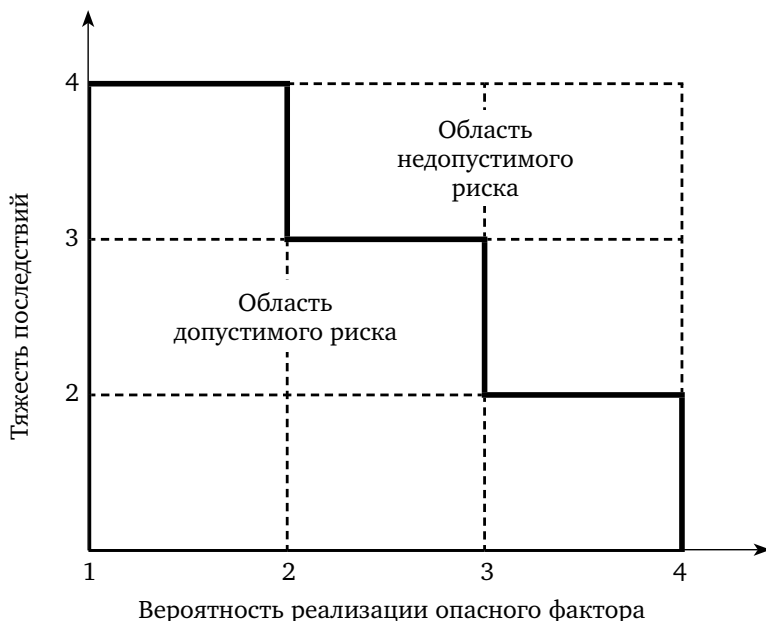 4
Область
недопустимого
риска
3
Область
допустимого риска
2
Тяжесть последствий
1 2 3 4
Вероятность реализации опасного фактора